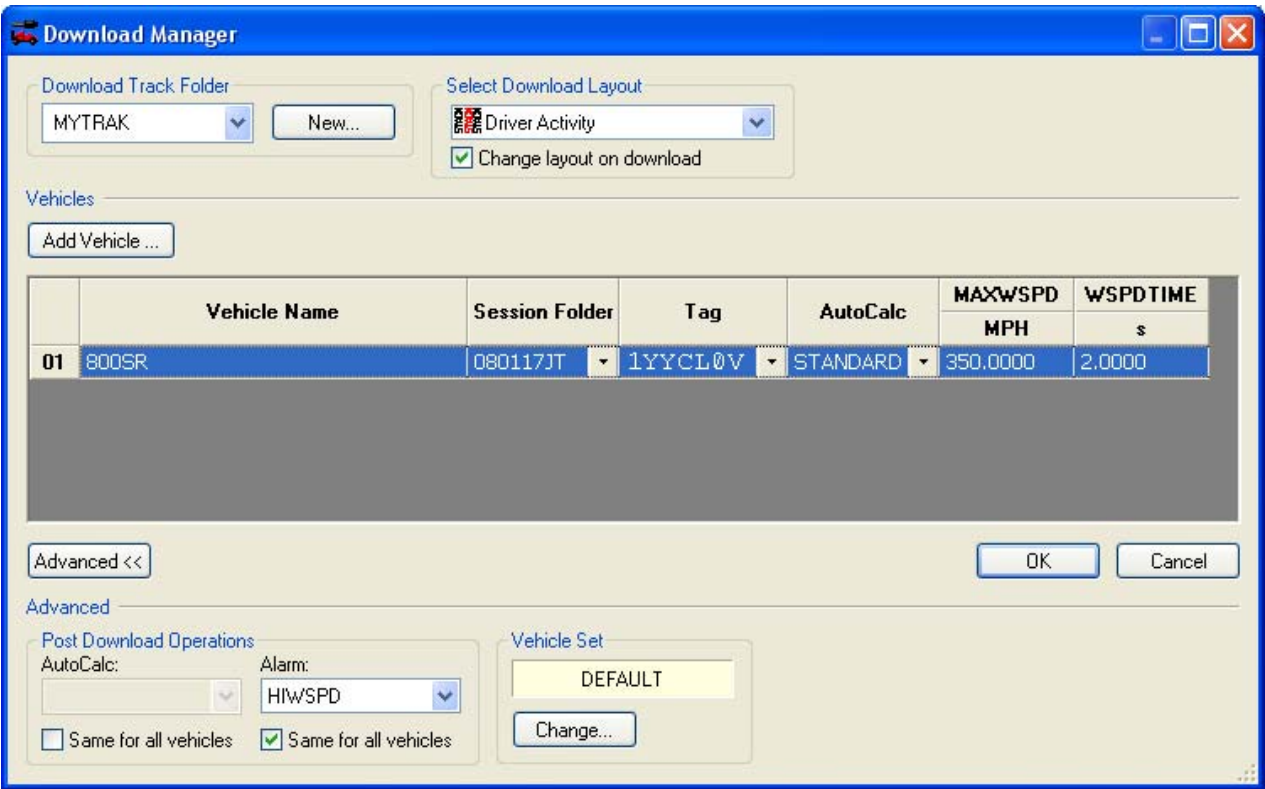 Download Manager
Download Track Folder
MYTRAK
New...
Select Download Layout
Driver Activity
Change layout on download
Vehicles
Add Vehicle ...
Vehicle Name Session Folder Tag AutoCalc MAXWSPD WSPDTIME
MPH s
01 800SR 080117JT 1YYCL0V STANDARD 350.0000 2.0000
Advanced << OK Cancel
Advanced
Post Download Operations
AutoCalc: Alarm:
HIWSPD
Same for all vehicles Same for all vehicles
Vehicle Set
DEFAULT
Change...